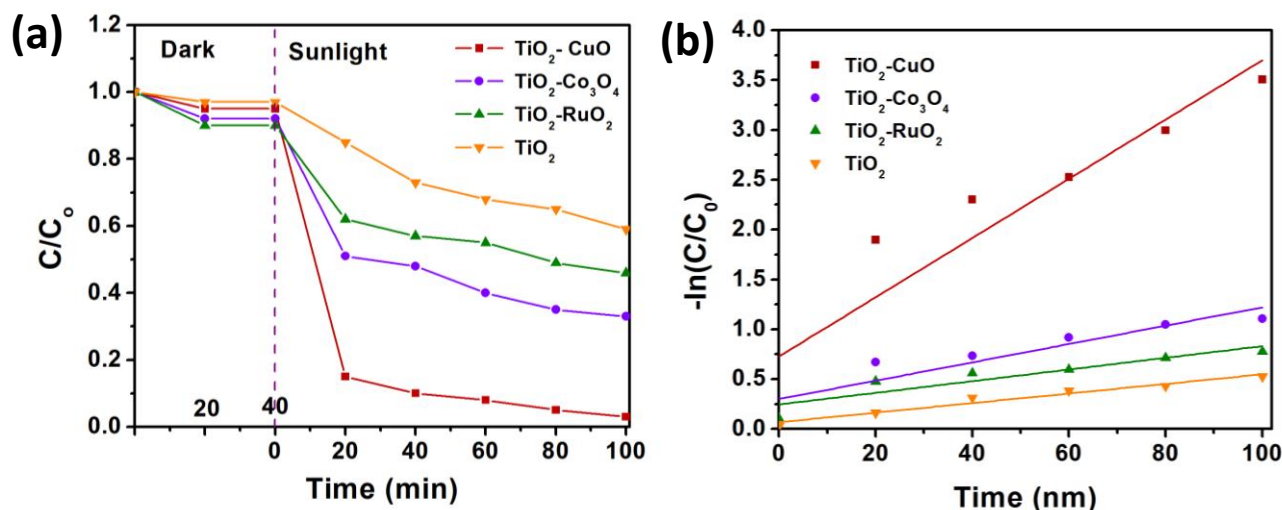 (a)
1.2
1.0
0.8
0.6
0.4
0.2
0.0
C/Co
Dark
Sunlight
TiO2- CuO
TiO2-Co3O4
TiO2-RuO2
TiO2
20
40
0
20
40
60
80
100
Time (min)
(b)
4.0
3.5
3.0
2.5
2.0
1.5
1.0
0.5
0.0
-ln(C/C0)
TiO2-CuO
TiO2-Co3O4
TiO2-RuO2
TiO2
0
20
40
60
80
100
Time (nm)